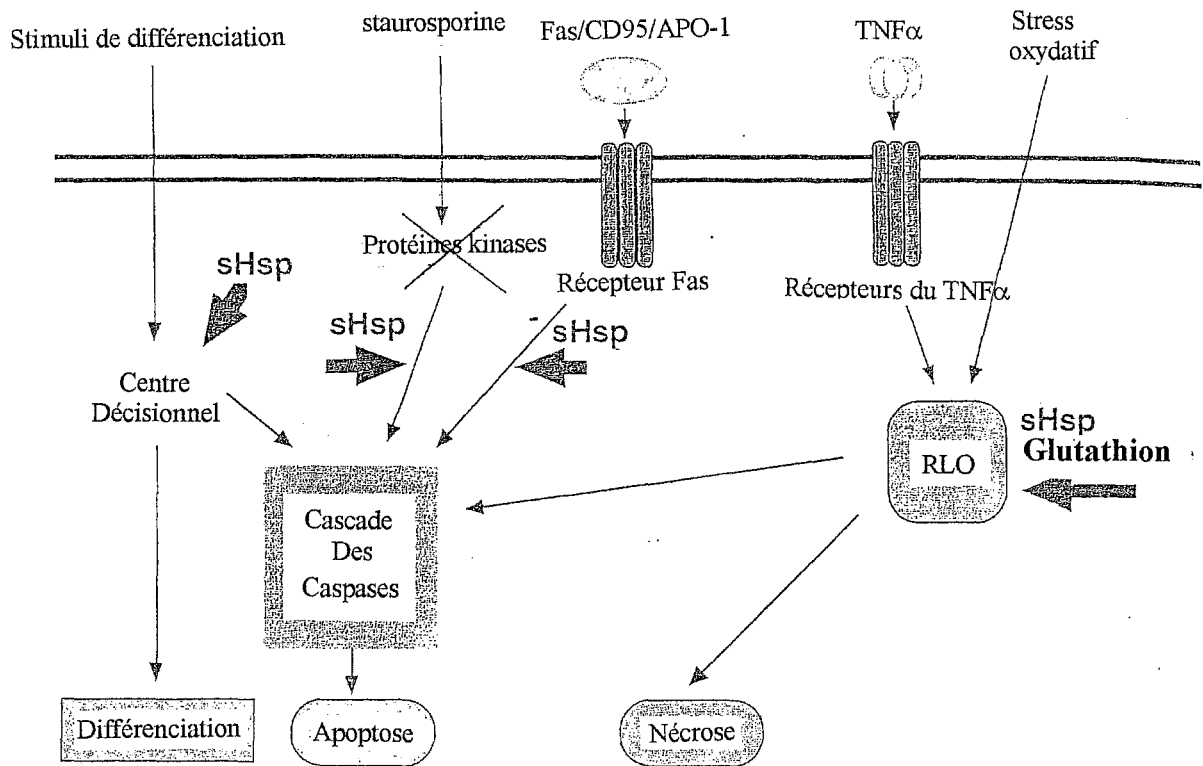 Stimuli de différenciation
staurosporine
Fas/CD95/APO-1
TNFα
Stress
oxydatif
Protéines kinases
Récepteur Fas
Récepteurs du TNFα
sHsp
sHsp
sHsp
Centre
Décisionnel
sHsp
Glutathion
RLO
Cascade
Des
Caspases
Différenciation
Apoptose
Nécrose